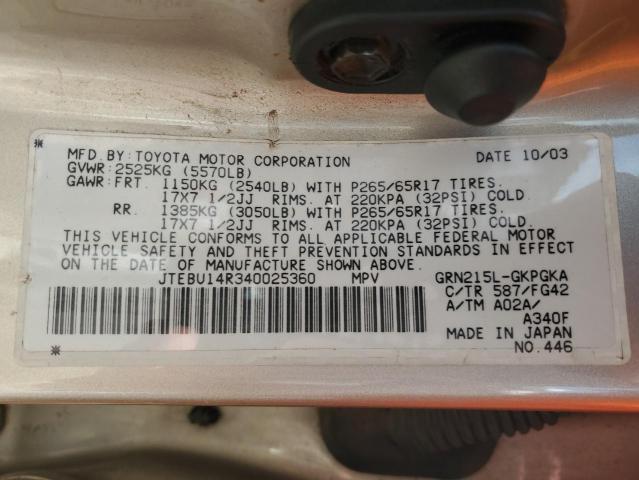 MFD.BY:TOYOTA MOTOR CORPORATION DATE 10/03
GVWR:2525KG (5570LB)
GAWR:FRT. 1150KG (2540LB) WITH P265/65R17 TIRES.
17X7 1/2JJ RIMS. AT 220KPA (32PSI) COLD
RR. 1385KG (3050LB) WITH P265/65R17 TIRES.
17X7 1/2JJ RIMS. AT 220KPA (32PSI) COLD
THIS VEHICLE CONFORMS TO ALL APPLICABLE FEDERAL MOTOR
VEHICLE SAFETY AND THEFT PREVENTION STANDARDS IN EFFECT
ON THE DATE OF MANUFACTURE SHOWN ABOVE.
JTEBU14R340025360 MPV GRN215L-GKPGKA
C/TR 587/FG42
A/TM A02A/
A340F
MADE IN JAPAN
NO.446